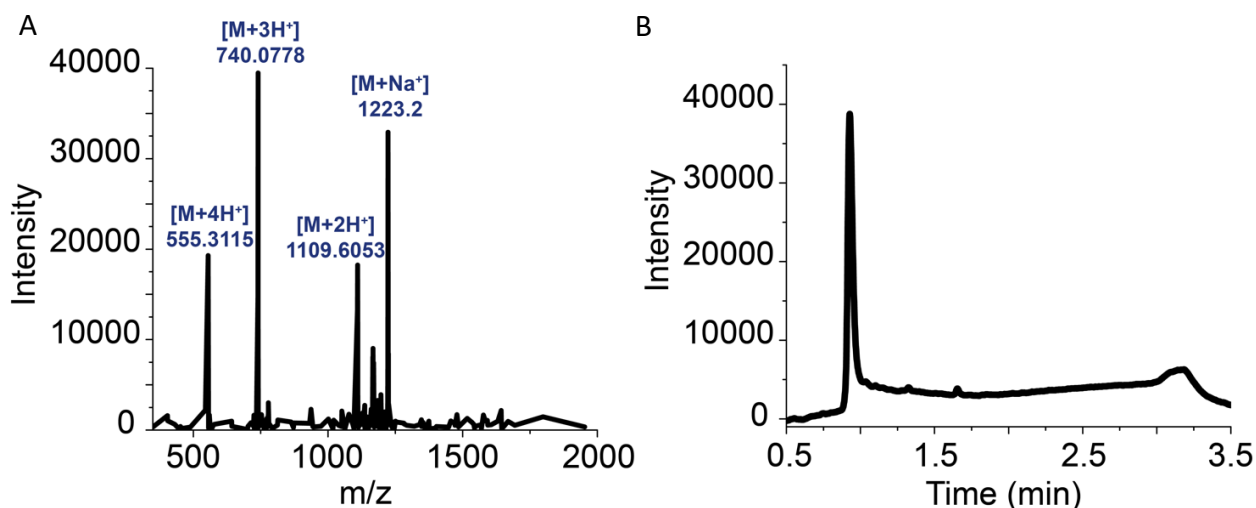 A
[M+3H⁺]
740.0778
[M+Na⁺]
1223.2
[M+4H⁺]
555.3115
[M+2H⁺]
1109.6053
Intensity
40000
30000
20000
10000
0
500
1000
1500
2000
m/z
B
Intensity
40000
30000
20000
10000
0
0.5
1.5
2.5
3.5
Time (min)